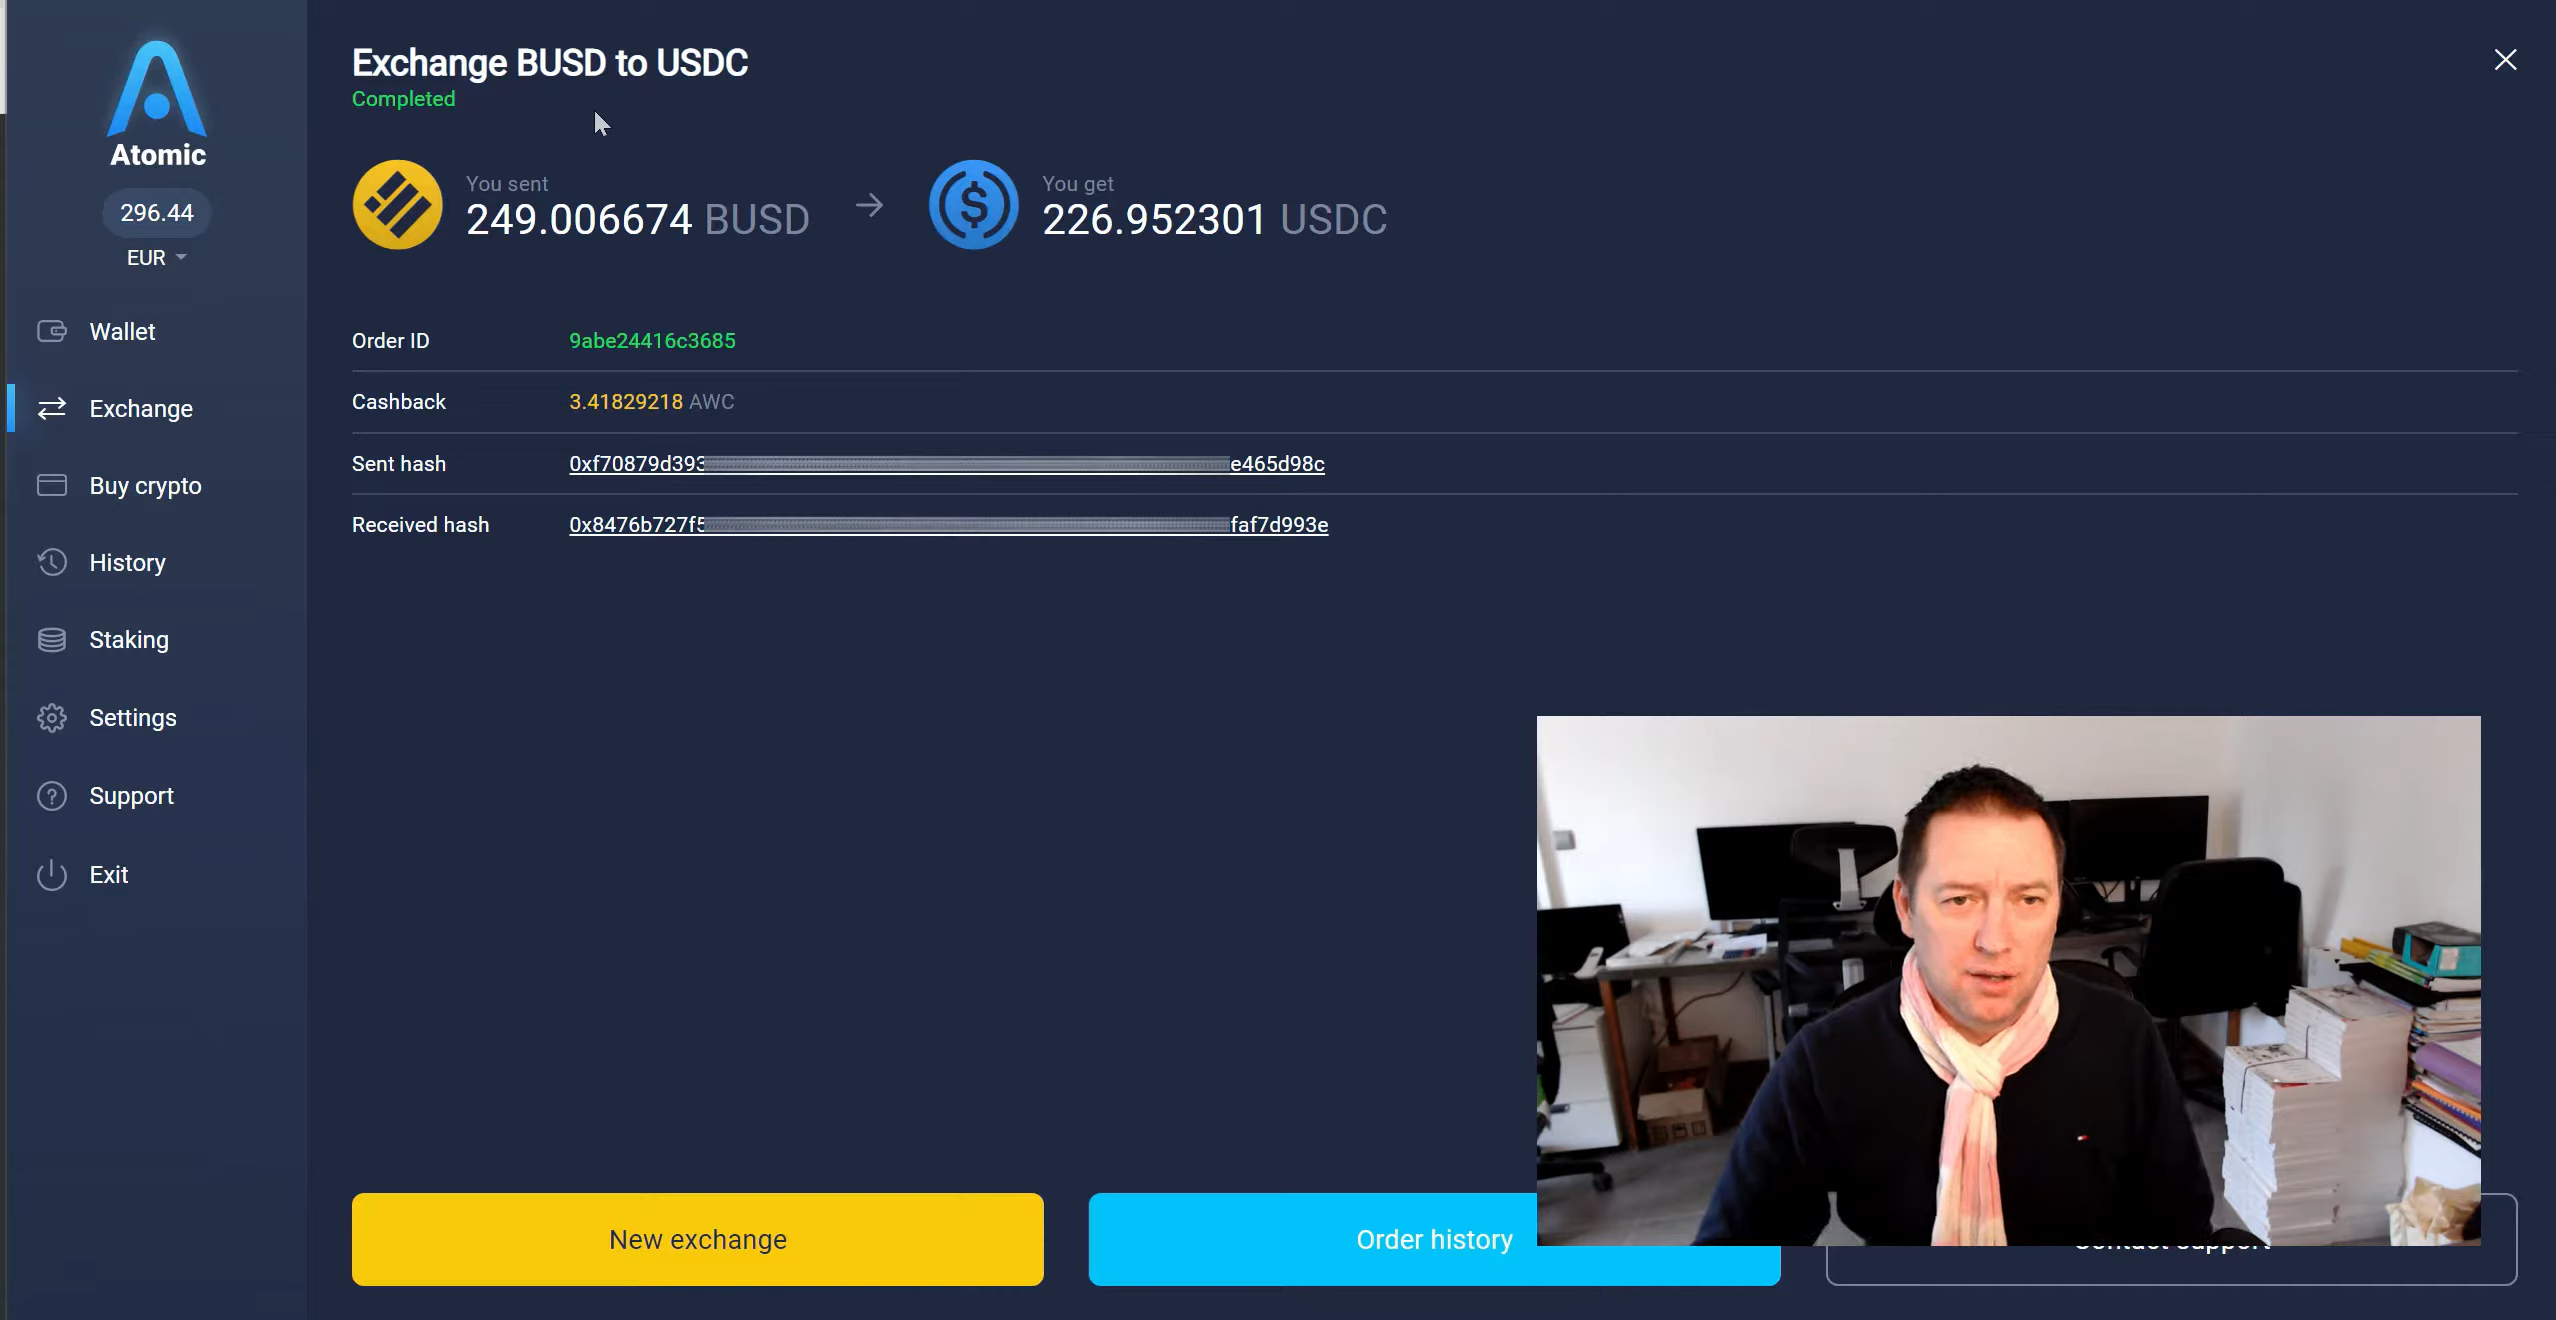 Atomic
296.44
EUR
Wallet
Exchange
Buy crypto
History
Staking
Settings
Support
Exit
Exchange BUSD to USDC
Completed
You sent
249.006674 BUSD
You get
226.952301 USDC
Order ID 9abe24416c3685
Cashback 3.41829218 AWC
Sent hash 0xf70879d393 e465d98c
Received hash 0x8476b727f5 faf7d993e
New exchange
Order history
Contact support